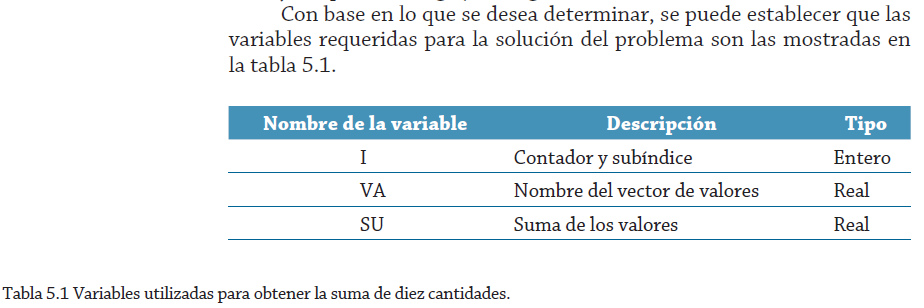 Con base en lo que se desea determinar, se puede establecer que las
variables requeridas para la solución del problema son las mostradas en
la tabla 5.1.
Nombre de la variable Descripción Tipo
I Contador y subíndice Entero
VA Nombre del vector de valores Real
SU Suma de los valores Real
Tabla 5.1 Variables utilizadas para obtener la suma de diez cantidades.